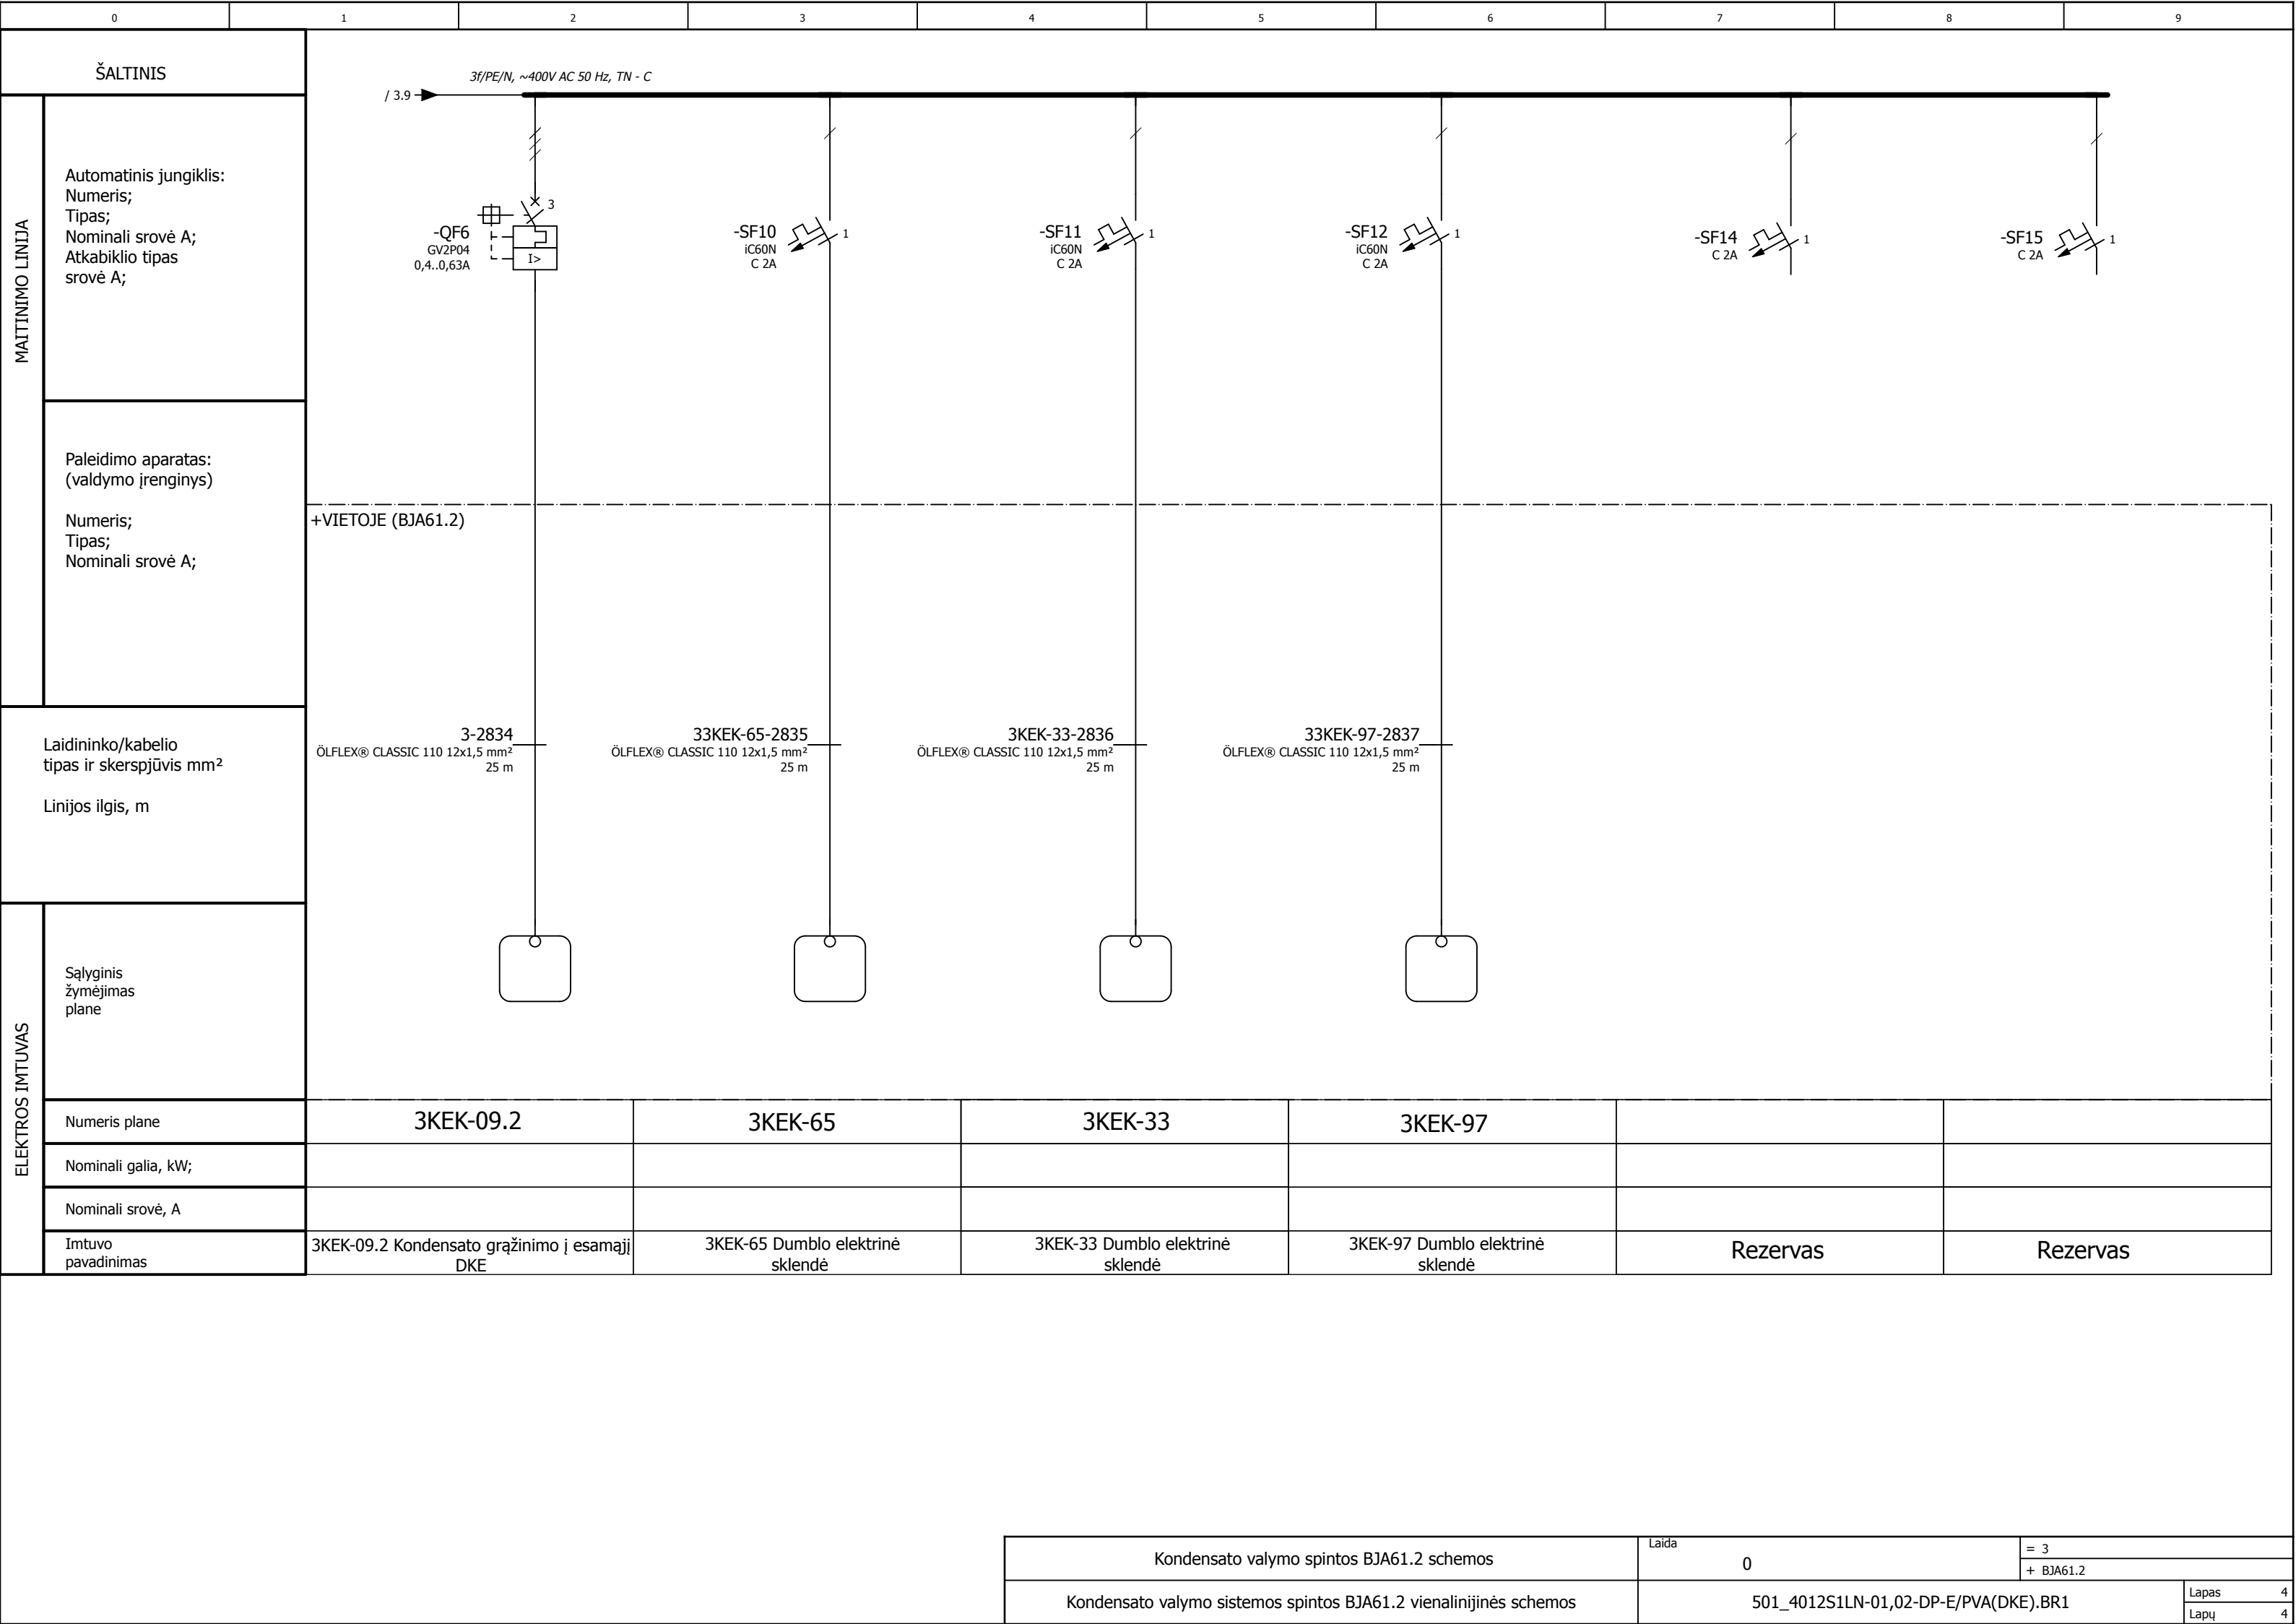 0 1 2 3 4 5 6 7 8 9
ŠALTINIS
3f/PE/N, ~400V AC 50 Hz, TN - C
/ 3.9
MAITINIMO LINIJA
Automatinis jungiklis:
Numeris;
Tipas;
Nominali srovė A;
Atkabiklio tipas
srovė A;
-QF6
GV2P04
0,4..0,63A
3
I>
-SF10
iC60N
C 2A
1
-SF11
iC60N
C 2A
1
-SF12
iC60N
C 2A
1
-SF14
C 2A
1
-SF15
C 2A
1
Paleidimo aparatas:
(valdymo įrenginys)
Numeris;
Tipas;
Nominali srovė A;
+VIETOJE (BJA61.2)
Laidininko/kabelio
tipas ir skerspjūvis mm²
Linijos ilgis, m
3-2834
ÖLFLEX® CLASSIC 110 12x1,5 mm²
25 m
33KEK-65-2835
ÖLFLEX® CLASSIC 110 12x1,5 mm²
25 m
3KEK-33-2836
ÖLFLEX® CLASSIC 110 12x1,5 mm²
25 m
33KEK-97-2837
ÖLFLEX® CLASSIC 110 12x1,5 mm²
25 m
ELEKTROS IMTUVAS
Sąlyginis
žymėjimas
plane
Numeris plane
3KEK-09.2
3KEK-65
3KEK-33
3KEK-97
Nominali galia, kW;
Nominali srovė, A
Imtuvo
pavadinimas
3KEK-09.2 Kondensato grąžinimo į esamąjį
DKE
3KEK-65 Dumblo elektrinė
sklendė
3KEK-33 Dumblo elektrinė
sklendė
3KEK-97 Dumblo elektrinė
sklendė
Rezervas
Rezervas
Kondensato valymo spintos BJA61.2 schemos
Laida
0
= 3
+ BJA61.2
Kondensato valymo sistemos spintos BJA61.2 vienalinijinės schemos
501_4012S1LN-01,02-DP-E/PVA(DKE).BR1
Lapas 4
Lapų 4